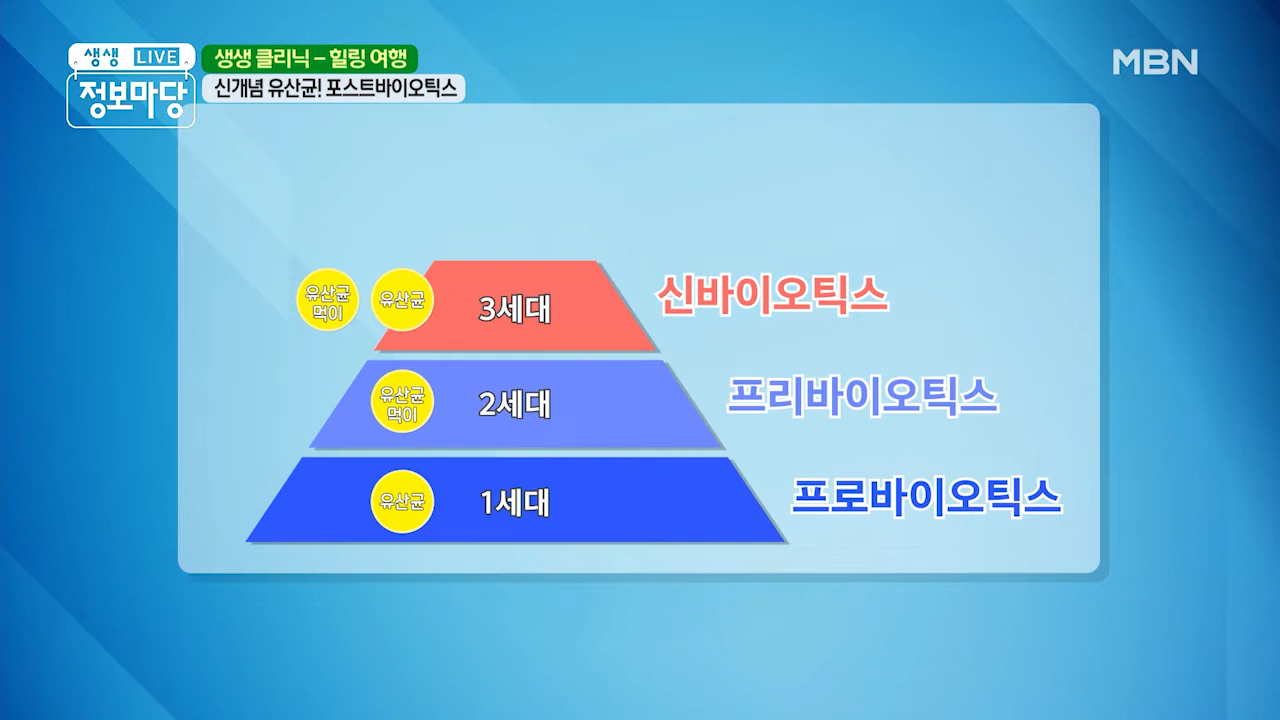 생생 LIVE
정보마당
생생 클리닉 – 힐링 여행
신개념 유산균! 포스트바이오틱스
MBN
유산균
먹이
유산균
3세대
신바이오틱스
유산균
먹이
2세대
프리바이오틱스
유산균
1세대
프로바이오틱스